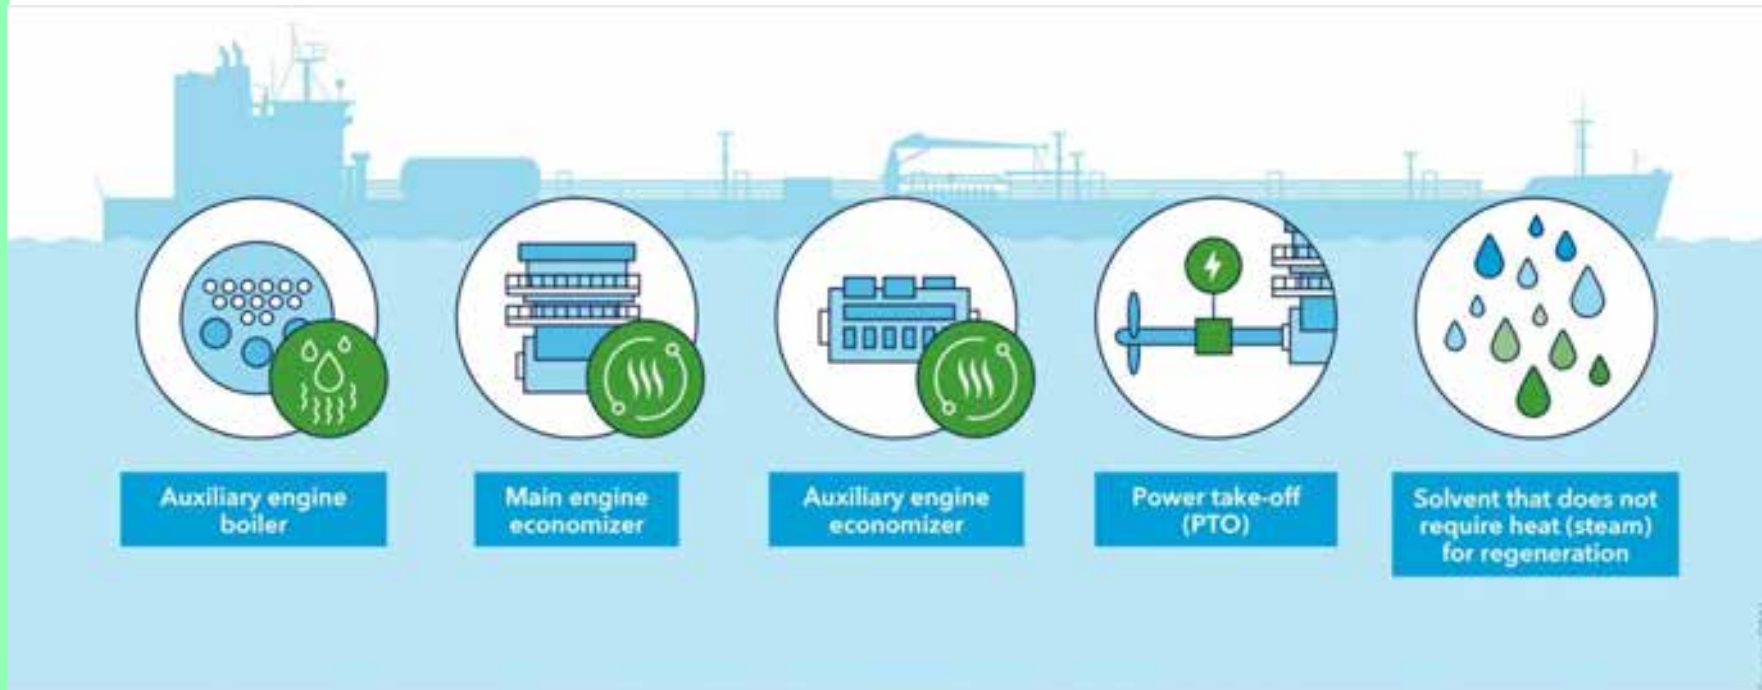 Auxiliary engine
boiler
Main engine
economizer
Auxiliary engine
economizer
Power take-off
(PTO)
Solvent that does not
require heat (steam)
for regeneration